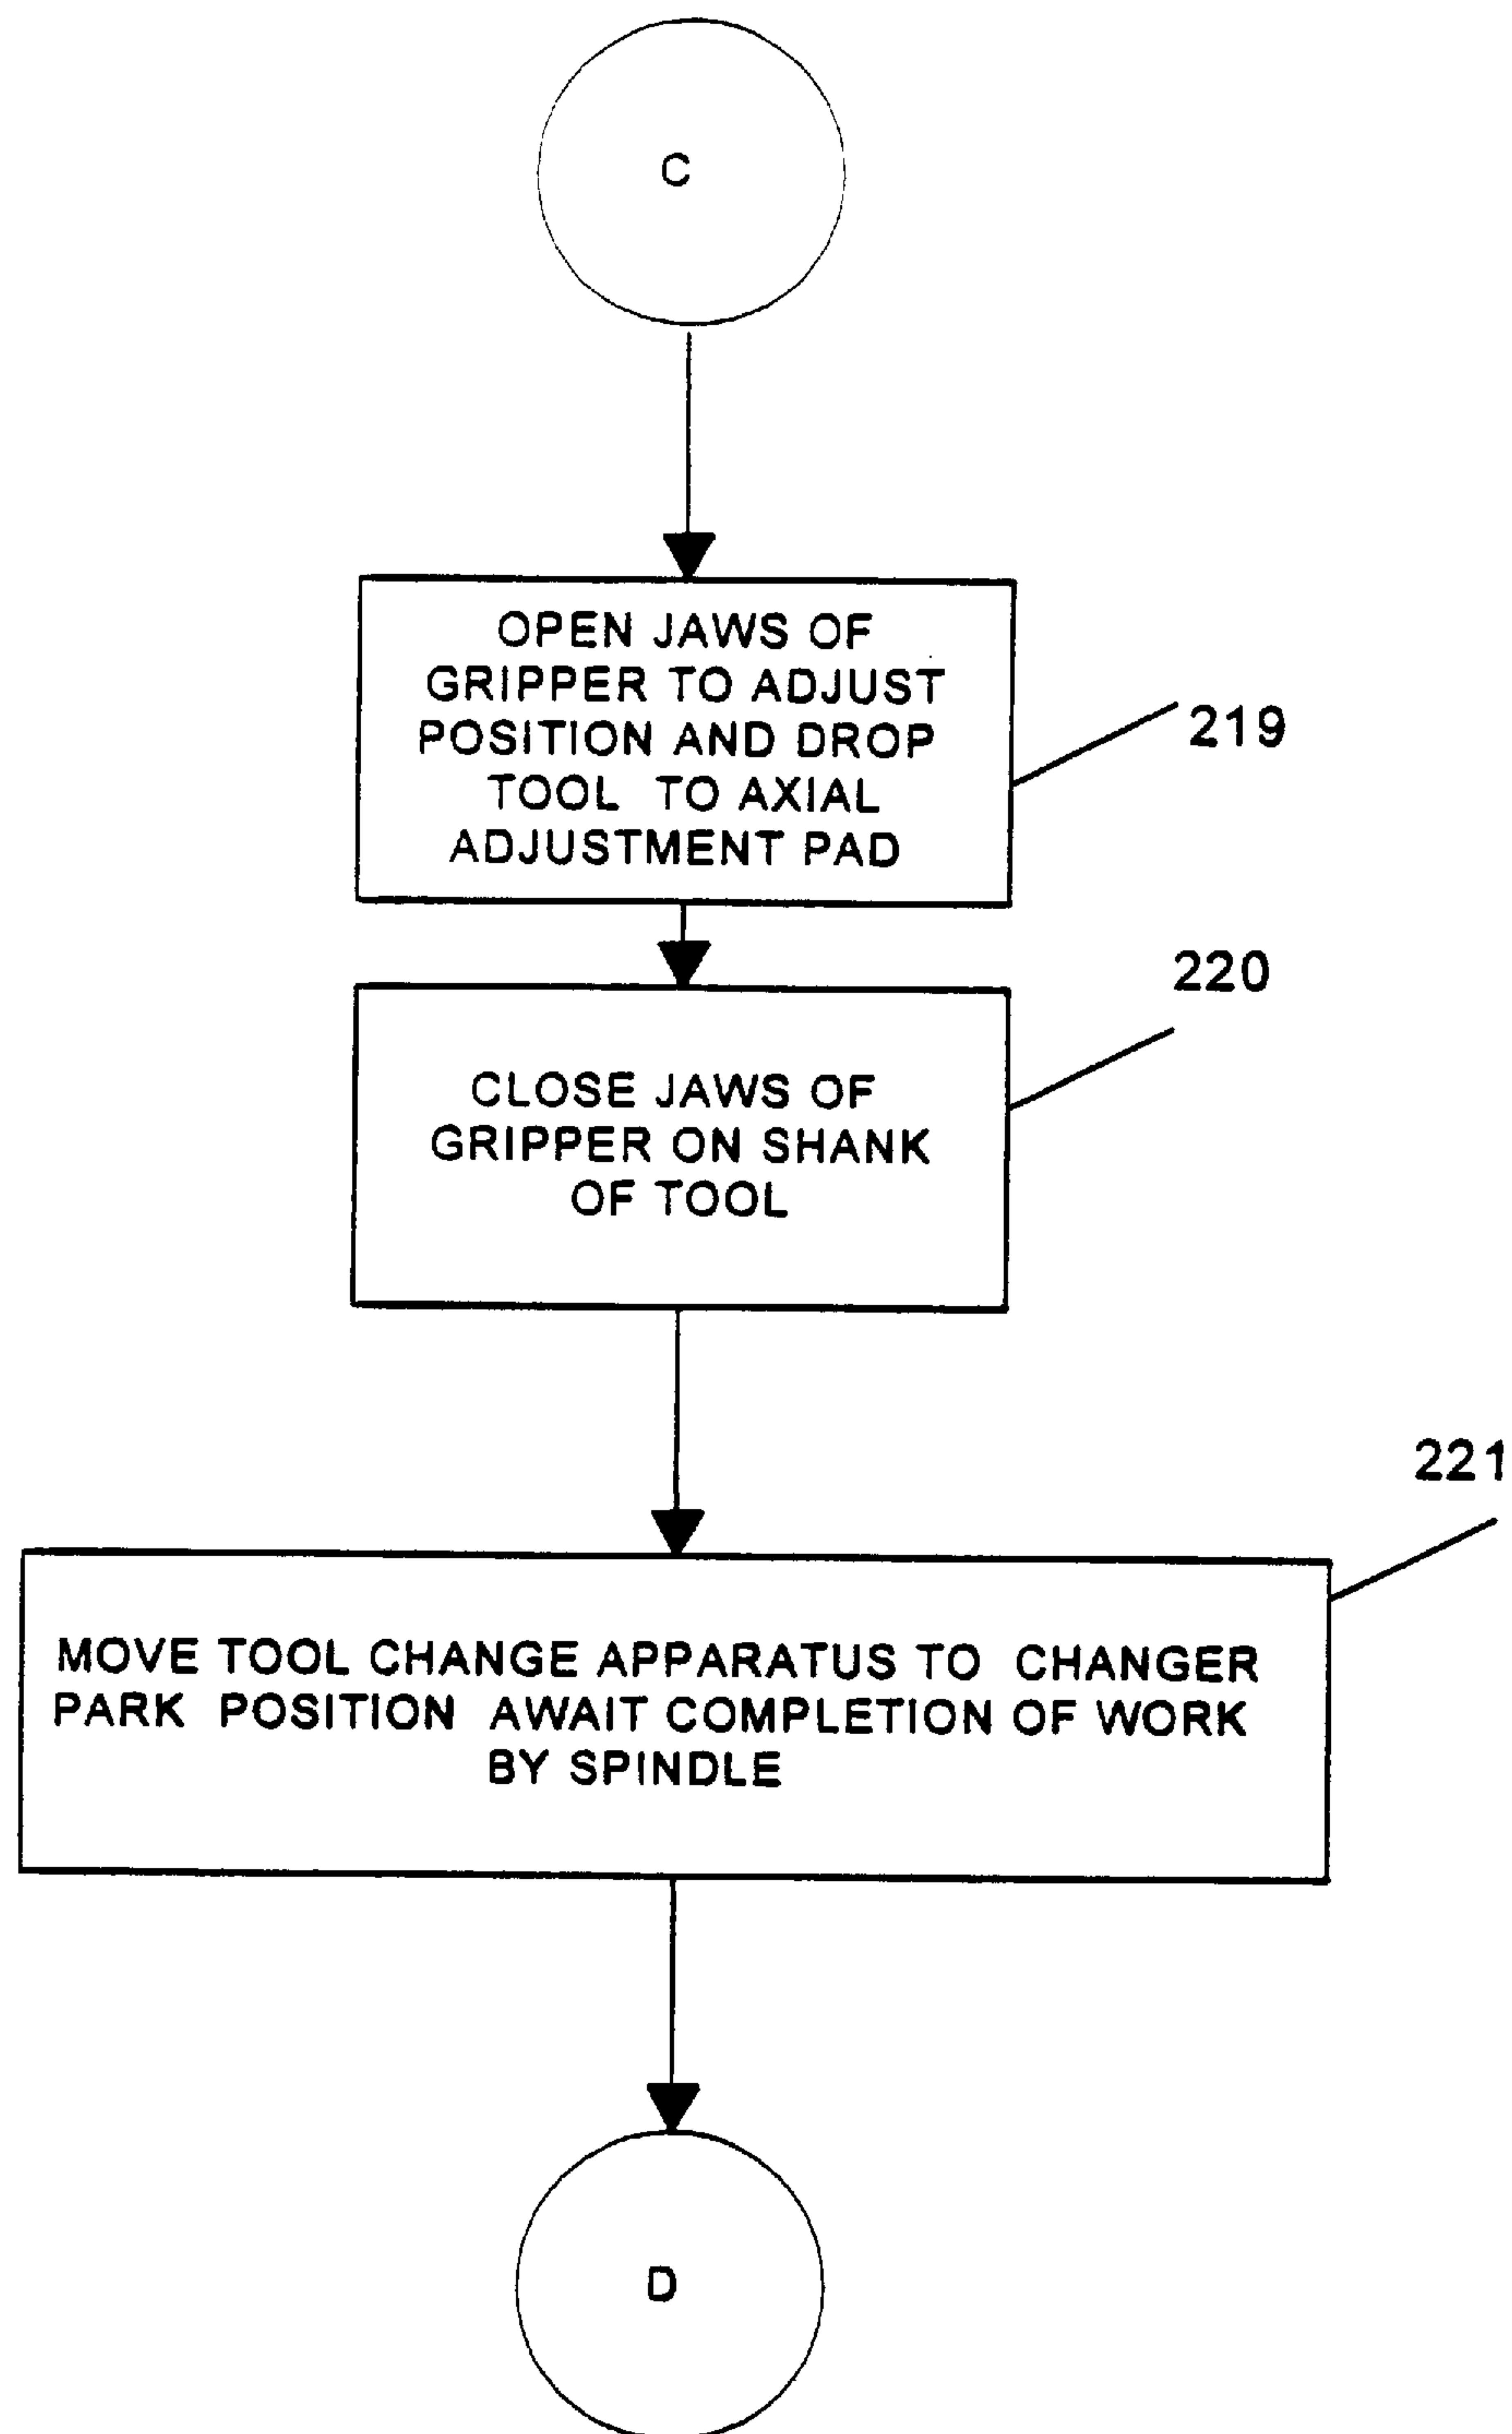 C
OPEN JAWS OF
GRIPPER TO ADJUST
POSITION AND DROP
TOOL TO AXIAL
ADJUSTMENT PAD
219
220
CLOSE JAWS OF
GRIPPER ON SHANK
OF TOOL
221
MOVE TOOL CHANGE APPARATUS TO CHANGER
PARK POSITION AWAIT COMPLETION OF WORK
BY SPINDLE
D